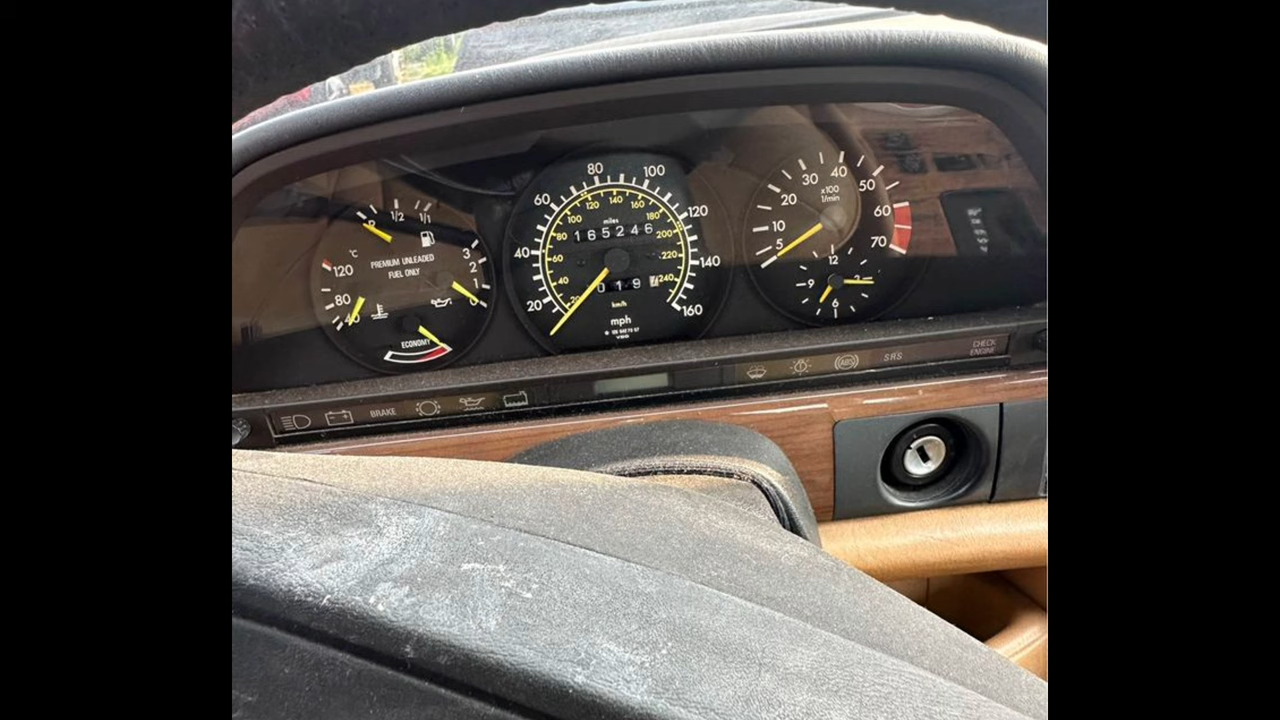 R 1/2 1/1
°C
120
80
40
PREMIUM UNLEADED
FUEL ONLY
3
2
1
0
ECONOMY
20 40 60 80 100 120 140 160
20 60 80 100 120 140 160 180 200 220 240
miles
165246
019
km/h
mph
VDO
5 10 20 30 40 50 60 70
x100
1/min
12
3
6
9
BRAKE
ABS
SRS
CHECK
ENGINE